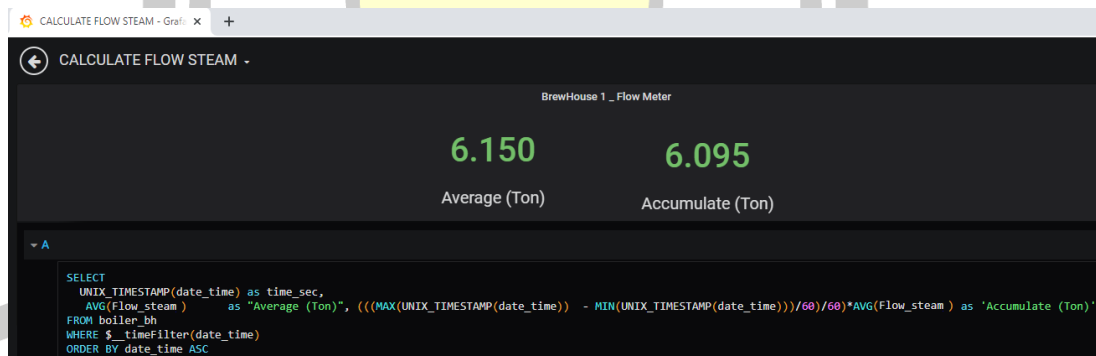 CALCULATE FLOW STEAM - Grafa
CALCULATE FLOW STEAM
BrewHouse 1 _ Flow Meter
6.150 6.095
Average (Ton) Accumulate (Ton)
A
SELECT
UNIX_TIMESTAMP(date_time) as time_sec,
AVG(Flow_steam ) as "Average (Ton)", (((MAX(UNIX_TIMESTAMP(date_time)) - MIN(UNIX_TIMESTAMP(date_time)))/60)/60)*AVG(Flow_steam ) as 'Accumulate (Ton)'
FROM boiler_bh
WHERE $__timeFilter(date_time)
ORDER BY date_time ASC